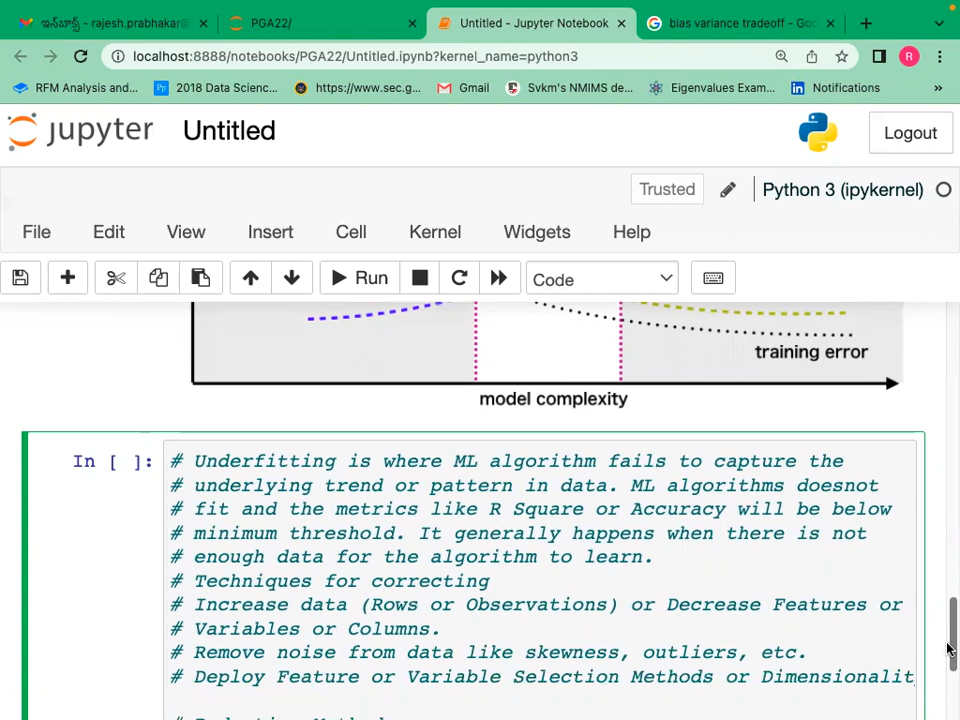 ఇన్‌బాక్స్ - rajesh.prabhakar@
PGA22/
Untitled - Jupyter Notebook
bias variance tradeoff - Goo
localhost:8888/notebooks/PGA22/Untitled.ipynb?kernel_name=python3
R
RFM Analysis and...
2018 Data Scienc...
https://www.sec.g...
Gmail
Svkm's NMIMS de...
Eigenvalues Exam...
Notifications
»
jupyter
Untitled
Logout
Trusted
Python 3 (ipykernel)
File
Edit
View
Insert
Cell
Kernel
Widgets
Help
Run
Code
training error
model complexity
In [ ]:
# Underfitting is where ML algorithm fails to capture the
# underlying trend or pattern in data. ML algorithms doesnot
# fit and the metrics like R Square or Accuracy will be below
# minimum threshold. It generally happens when there is not
# enough data for the algorithm to learn.
# Techniques for correcting
# Increase data (Rows or Observations) or Decrease Features or
# Variables or Columns.
# Remove noise from data like skewness, outliers, etc.
# Deploy Feature or Variable Selection Methods or Dimensionalit